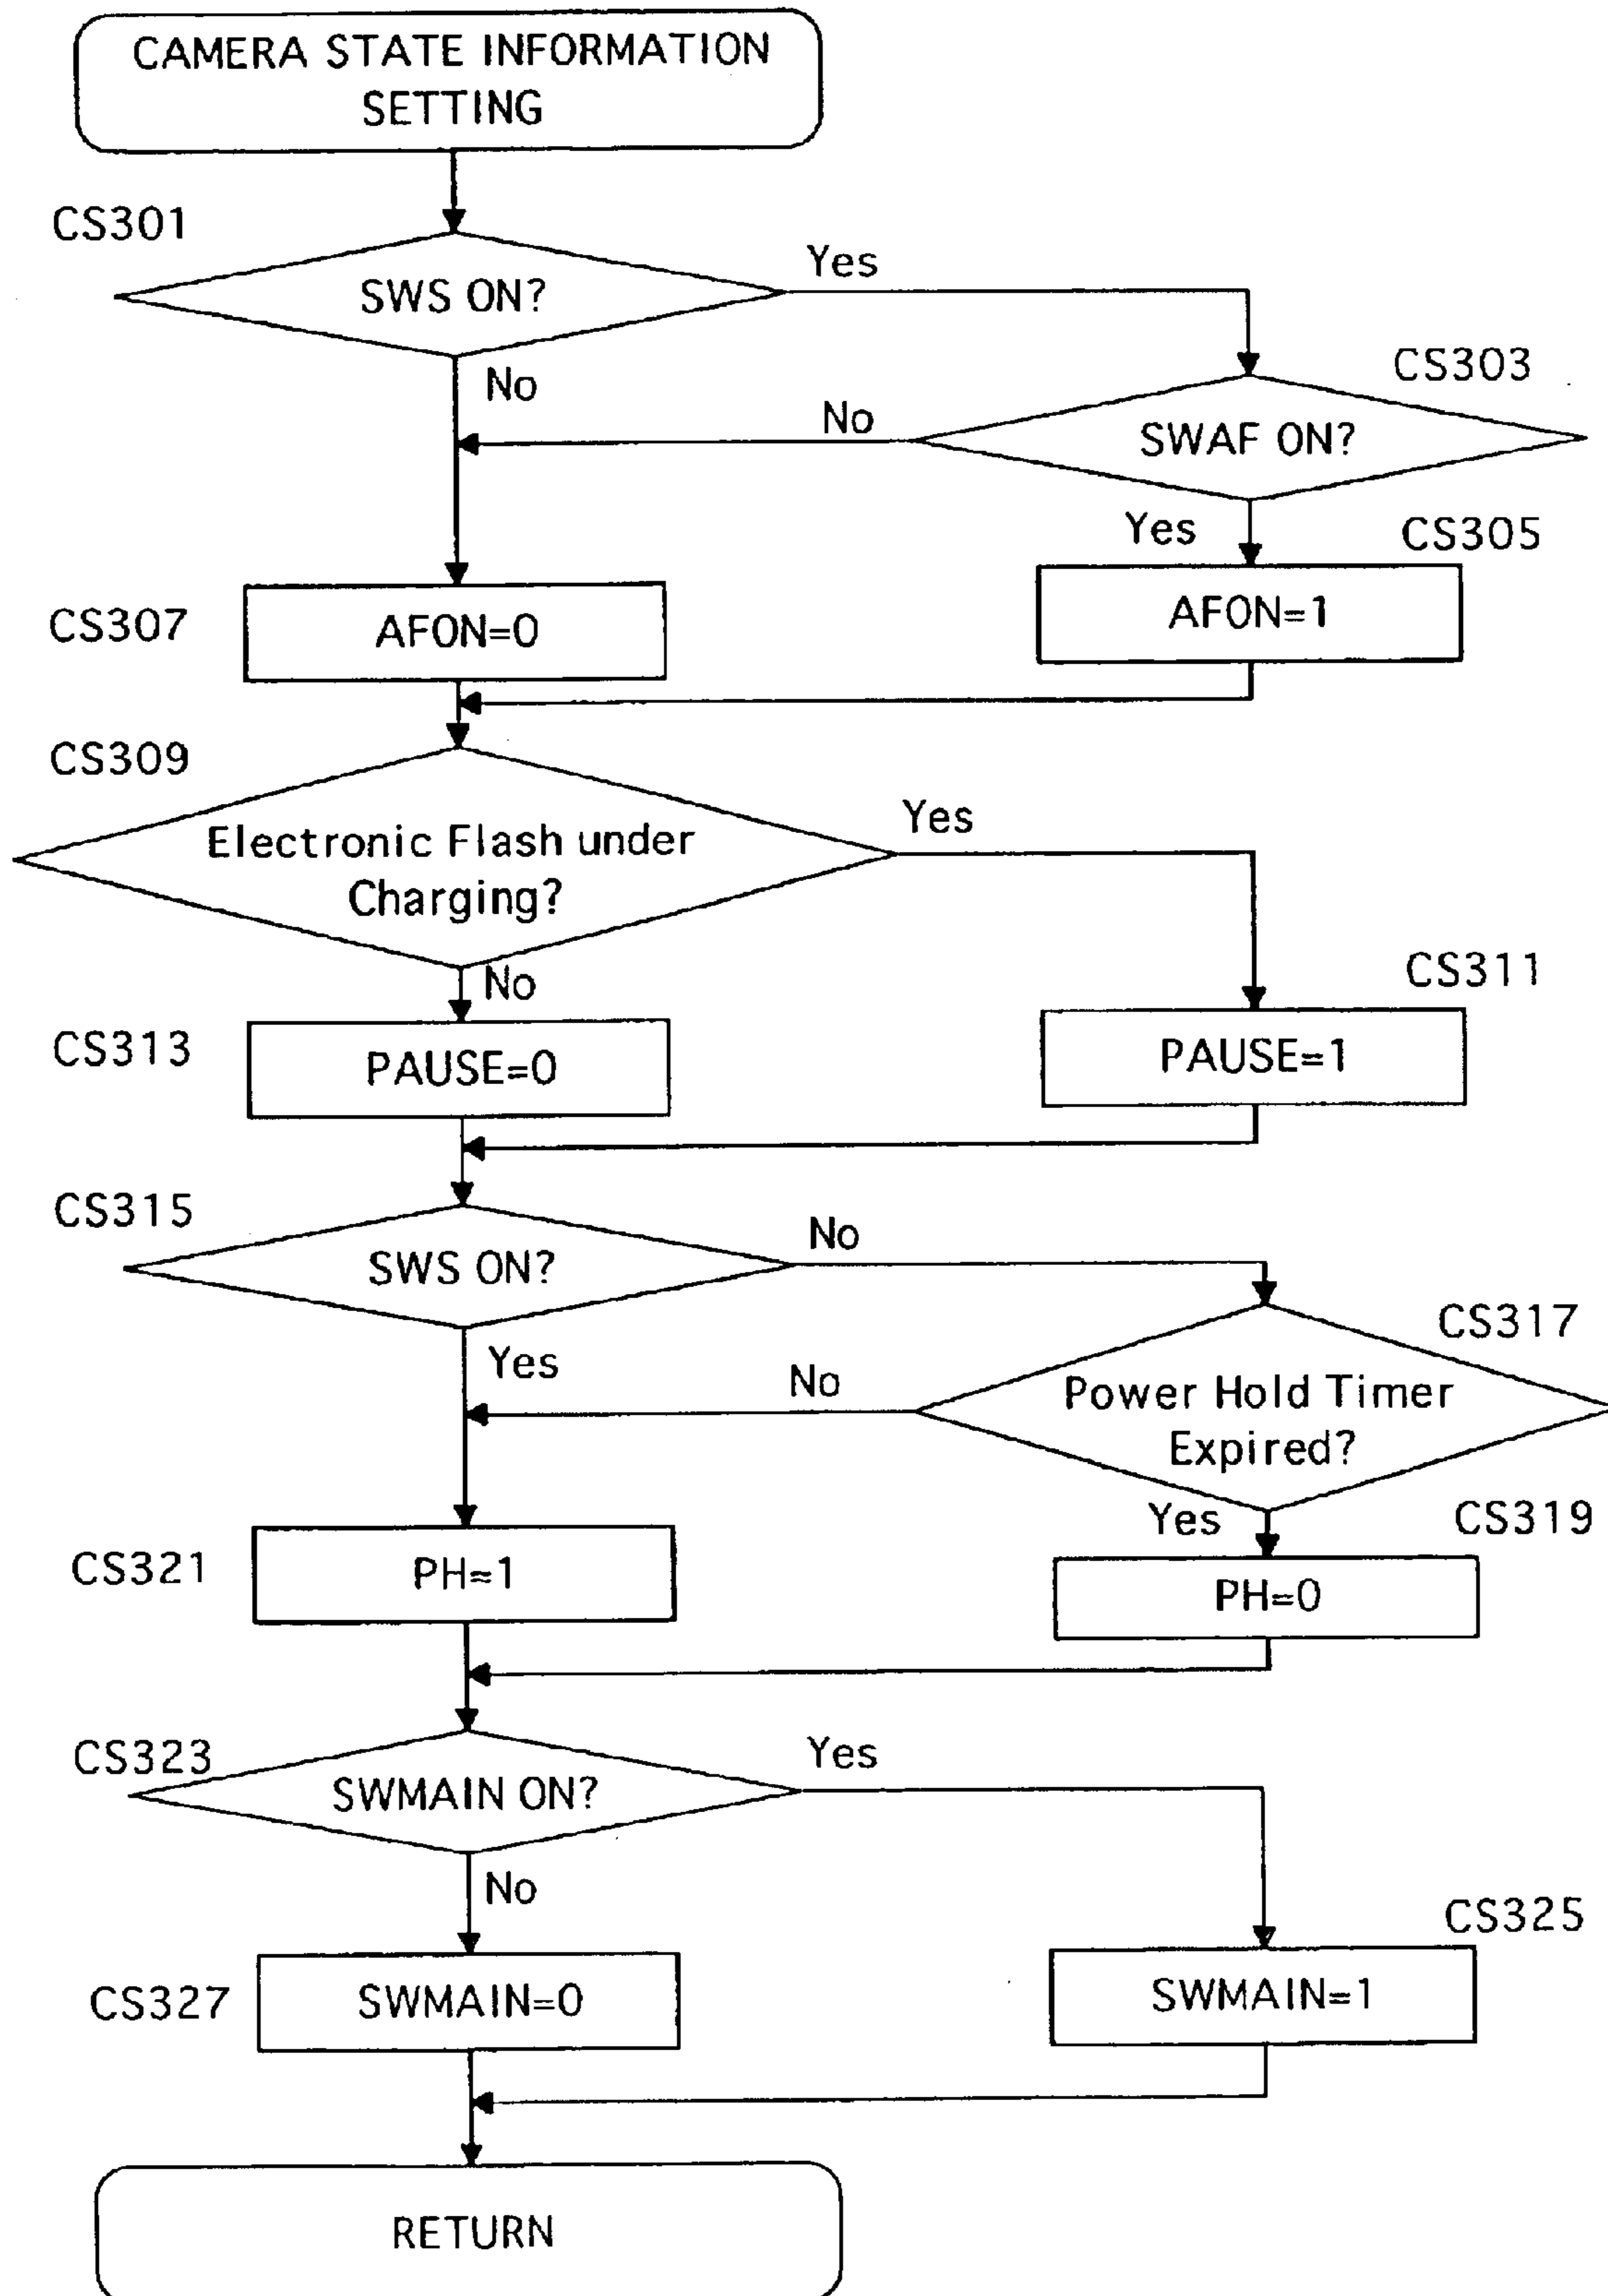 CAMERA STATE INFORMATION
SETTING
CS301
SWS ON?
Yes
No
CS303
SWAF ON?
No
Yes
CS305
AFON=1
CS307
AFON=0
CS309
Electronic Flash under
Charging?
Yes
No
CS311
PAUSE=1
CS313
PAUSE=0
CS315
SWS ON?
No
Yes
CS317
Power Hold Timer
Expired?
No
Yes
CS319
PH=0
CS321
PH=1
CS323
SWMAIN ON?
Yes
No
CS325
SWMAIN=1
CS327
SWMAIN=0
RETURN